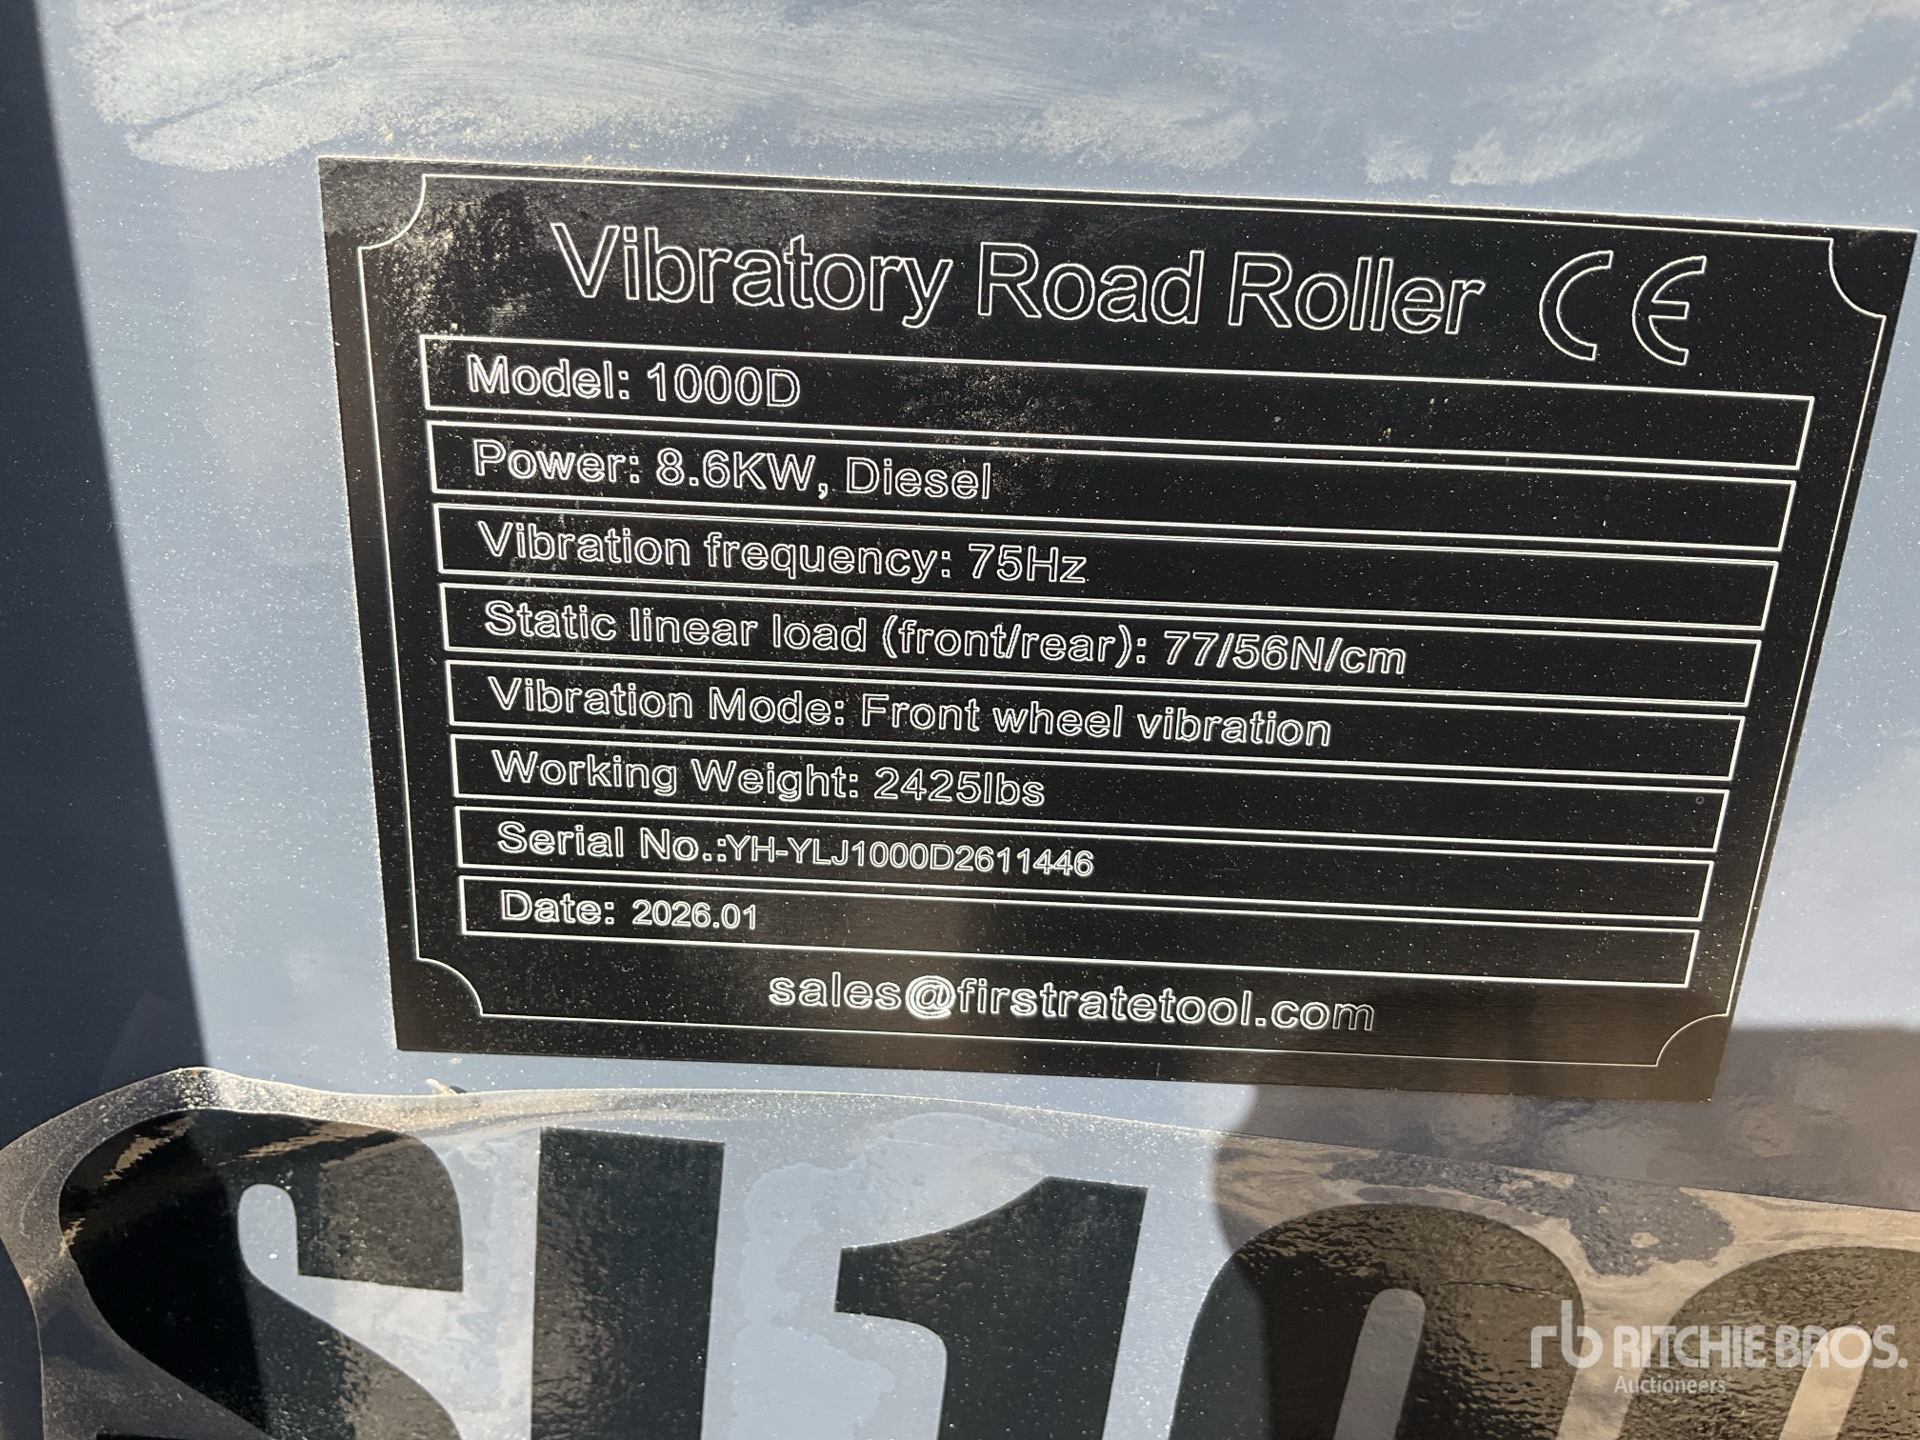 Vibratory Road Roller CE
Model: 1000D
Power: 8.6KW, Diesel
Vibration frequency: 75Hz
Static linear load (front/rear): 77/56N/cm
Vibration Mode: Front wheel vibration
Working Weight: 2425lbs
Serial No.:YH-YLJ1000D2611446
Date: 2026.01
sales@firstratetool.com
rb RITCHIE BROS.
Auctioneers